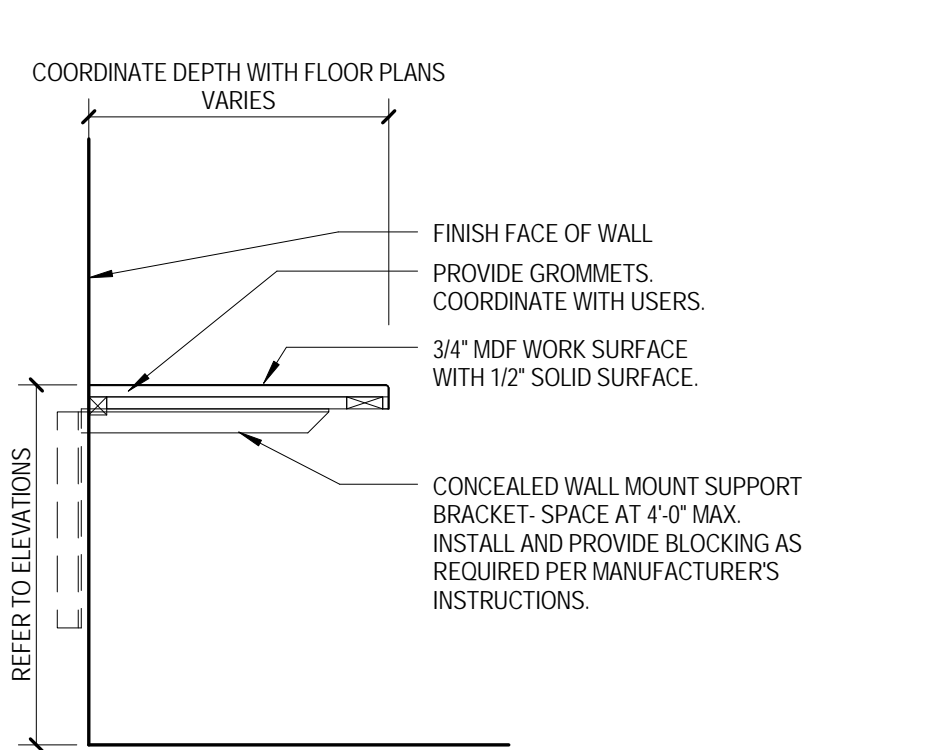 COORDINATE DEPTH WITH FLOOR PLANS
VARIES
FINISH FACE OF WALL
PROVIDE GROMMETS.
COORDINATE WITH USERS.
3/4" MDF WORK SURFACE
WITH 1/2" SOLID SURFACE.
CONCEALED WALL MOUNT SUPPORT
BRACKET- SPACE AT 4'-0" MAX.
INSTALL AND PROVIDE BLOCKING AS
REQUIRED PER MANUFACTURER'S
INSTRUCTIONS.
REFER TO ELEVATIONS